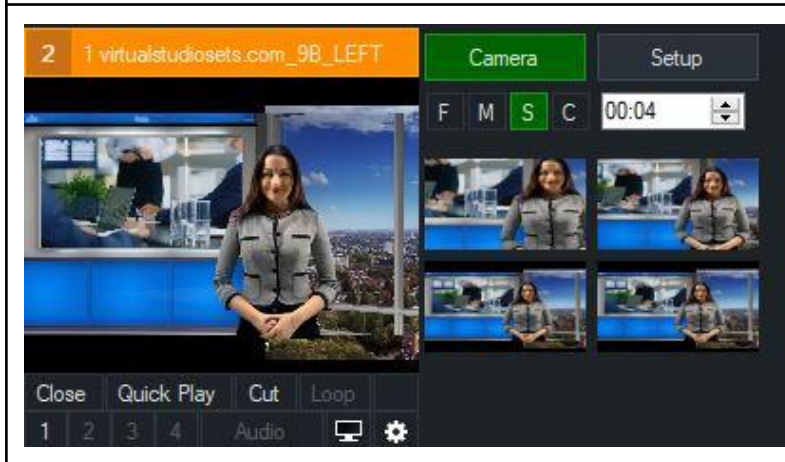 2 1 virtualstudiosets.com_9B_LEFT
Camera Setup
F M S C 00:04
Close Quick Play Cut Loop
1 2 3 4 Audio